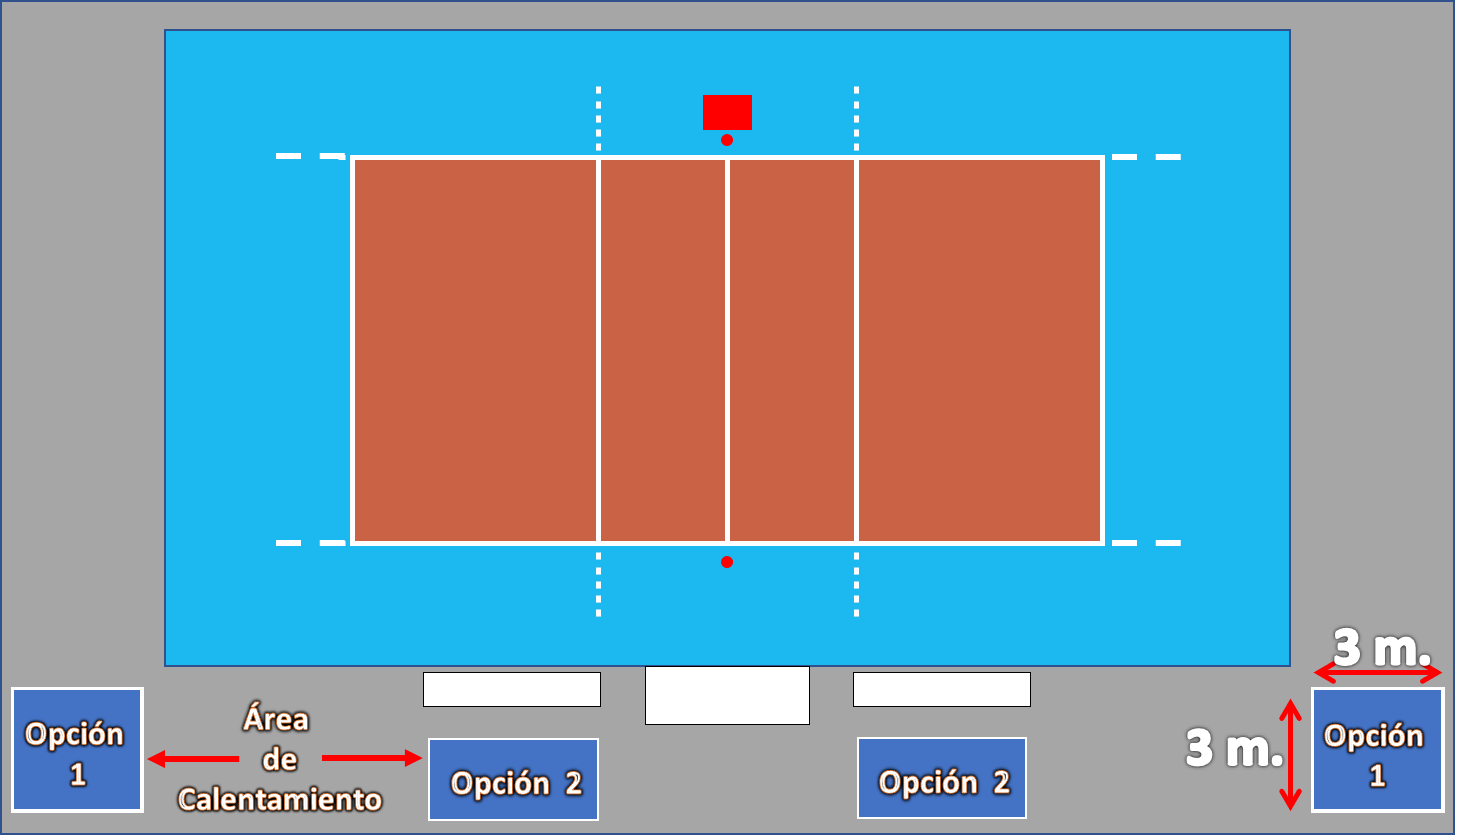 3 m.
Opción
1
Área
de
Calentamiento
Opción 2
Opción 2
3 m.
Opción
1